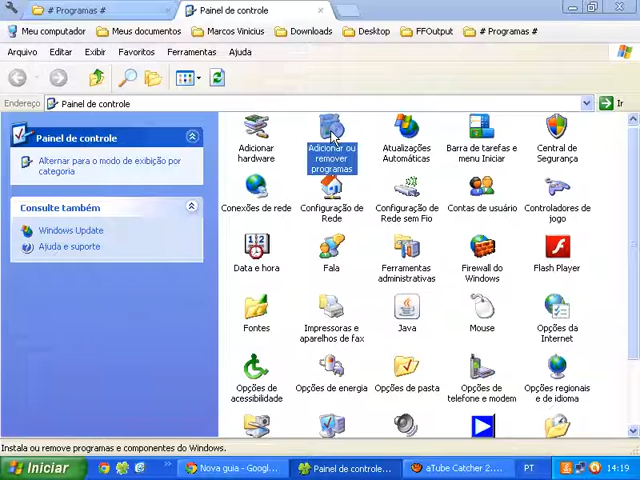 # Programas #
Painel de controle
Meu computador
Marcos Vinicius
Downloads
Desktop
FFOutput
# Programas #
Arquivo
Editar
Exibir
Favoritos
Ferramentas
Ajuda
Endereço
Painel de controle
Ir
Painel de controle
Alternar para o modo de exibição por
categoria
Consulte também
Windows Update
Ajuda e suporte
Adicionar
hardware
Adicionar ou
remover
programas
Atualizações
Automáticas
Barra de tarefas e
menu Iniciar
Central de
Segurança
Conexões de rede
Configuração de
Rede
Configuração de
Rede sem Fio
Contas de usuário
Controladores de
jogo
Data e hora
Fala
Ferramentas
administrativas
Firewall do
Windows
Flash Player
Fontes
Impressoras e
aparelhos de fax
Java
Mouse
Opções da
Internet
Opções de
acessibilidade
Opções de energia
Opções de pasta
Opções de
telefone e modem
Opções regionais
e de idioma
Instala ou remove programas e componentes do Windows.
Iniciar
Nova guia - Googl...
Painel de controle...
aTube Catcher 2....
PT
14:19